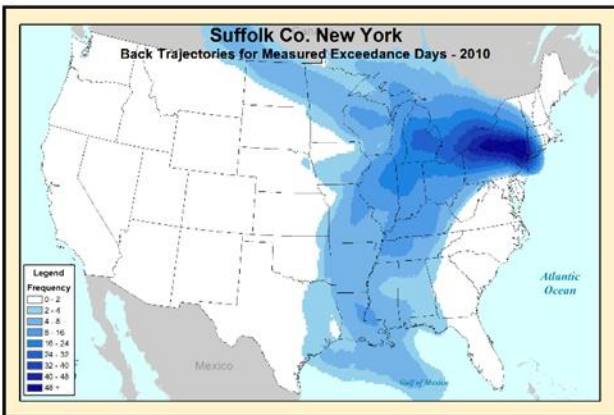 Suffolk Co. New York
Back Trajectories for Measured Exceedance Days - 2010
Atlantic
Ocean
Legend
Frequency
0 - 2
2 - 4
4 - 8
8 - 16
16 - 24
24 - 32
32 - 40
40 - 48
48 +
Mexico
Gulf of Mexico